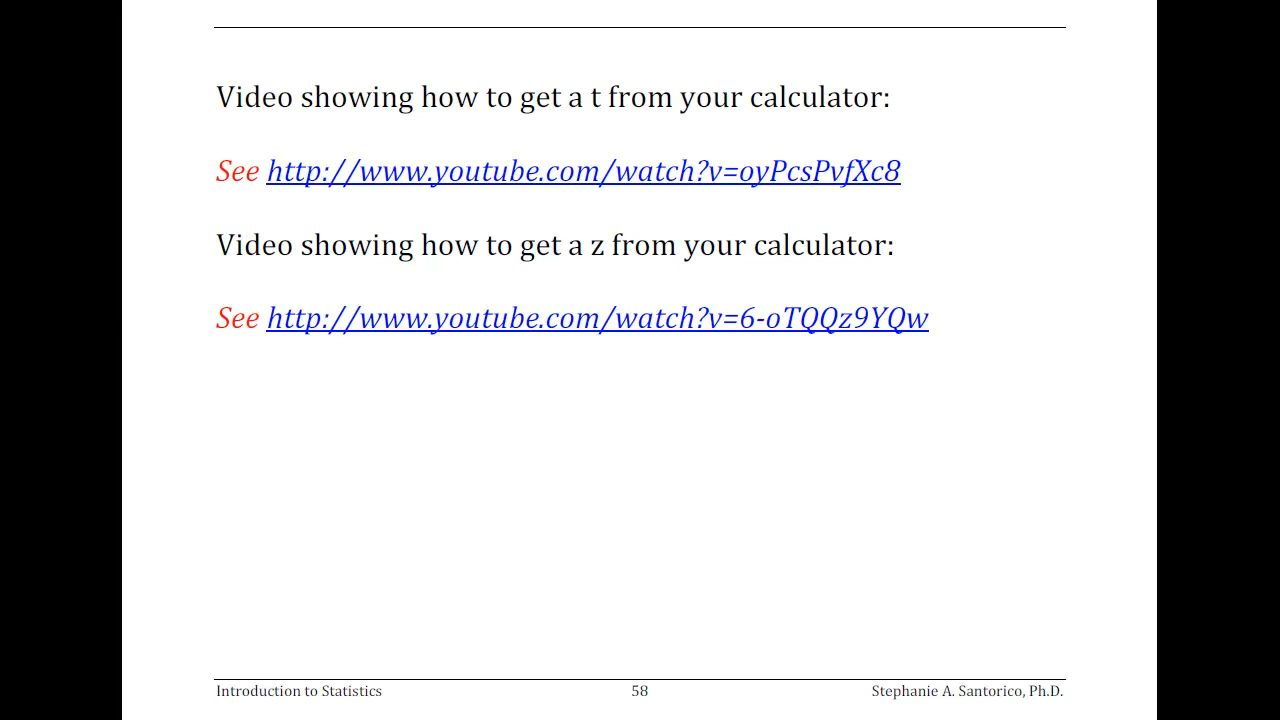 Video showing how to get a t from your calculator:
See http://www.youtube.com/watch?v=oyPcsPvfXc8
Video showing how to get a z from your calculator:
See http://www.youtube.com/watch?v=6-oTQQz9YQw
Introduction to Statistics 58 Stephanie A. Santorico, Ph.D.